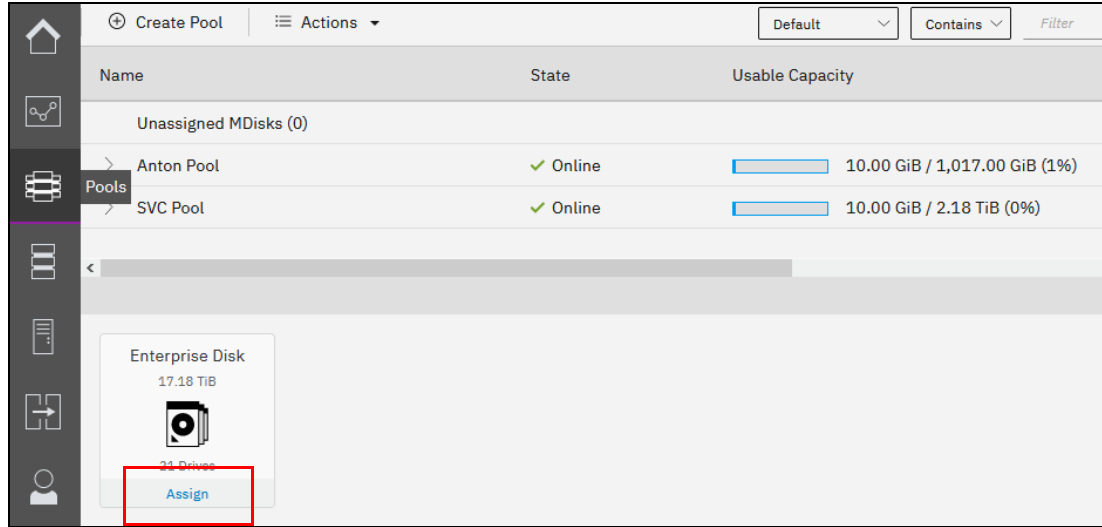 Create Pool
Actions
Default
Contains
Filter
Name
State
Usable Capacity
Unassigned MDisks (0)
Anton Pool
Online
10.00 GiB / 1,017.00 GiB (1%)
Pools
SVC Pool
Online
10.00 GiB / 2.18 TiB (0%)
Enterprise Disk
17.18 TiB
21 Drives
Assign